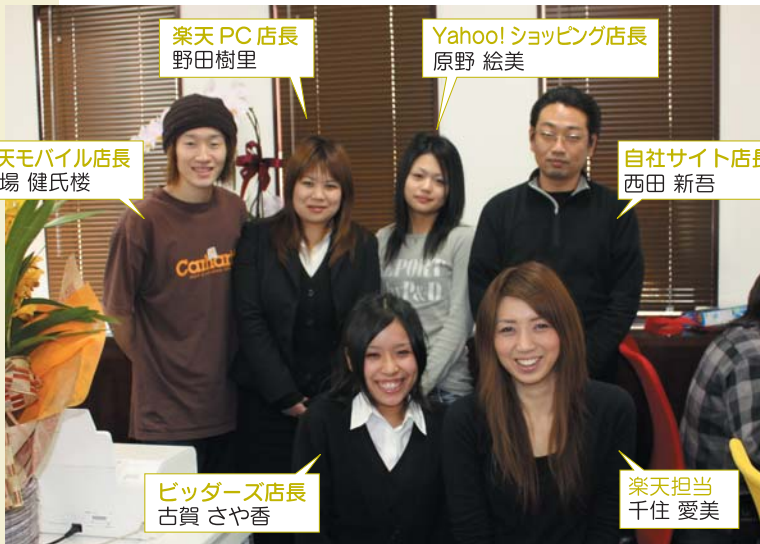 楽天 PC 店長
野田樹里
Yahoo! ショッピング店長
原野 絵美
天モバイル店長
場 健氏楼
自社サイト店長
西田 新吾
Carhar
ビッダーズ店長
古賀 さや香
楽天担当
千住 愛美